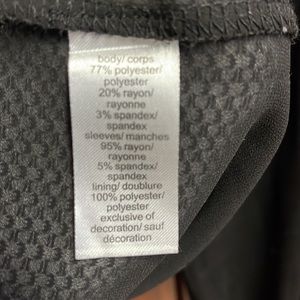 body/ corps
77% polyester/
polyester
20% rayon/
rayonne
3% spandex/
spandex
sleeves/ manches
95% rayon/
rayonne
5% spandex/
spandex
lining/ doublure
100% polyester/
polyester
exclusive of
decoration/ sauf
décoration